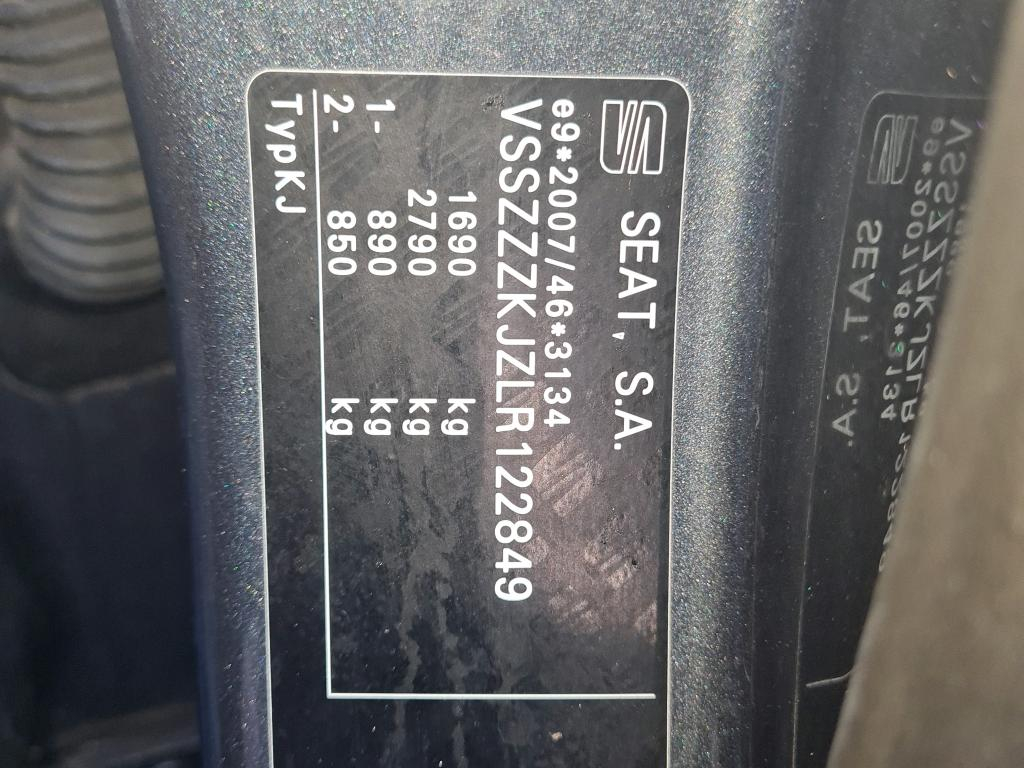 SEAT, S.A.
e9*2007/46*3134
VSSZZZKJZLR122849
1690 kg
2790 kg
1- 890 kg
2- 850 kg
TypKJ